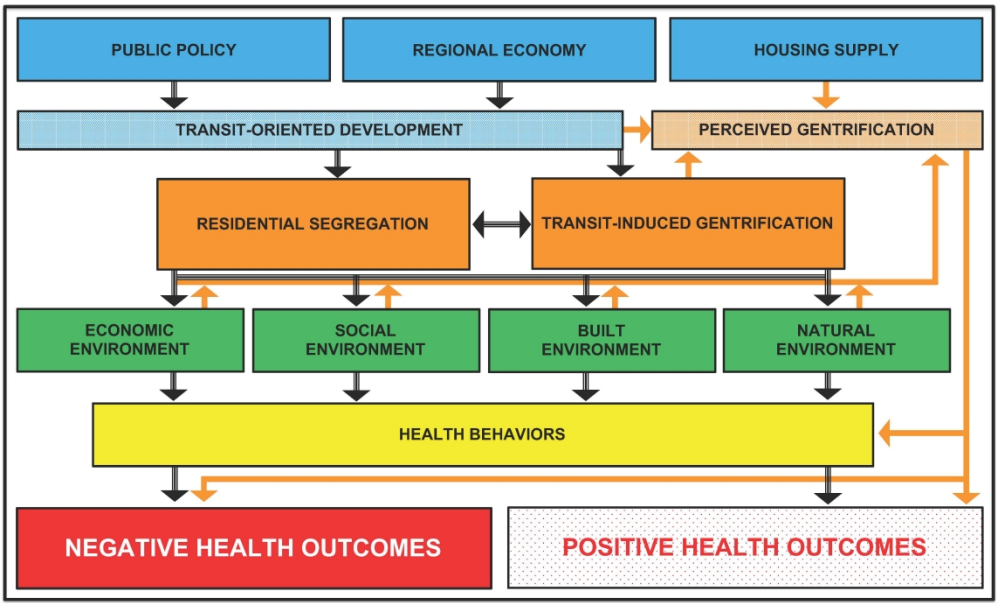 PUBLIC POLICY
REGIONAL ECONOMY
HOUSING SUPPLY
TRANSIT-ORIENTED DEVELOPMENT
PERCEIVED GENTRIFICATION
RESIDENTIAL SEGREGATION
TRANSIT-INDUCED GENTRIFICATION
ECONOMIC
ENVIRONMENT
SOCIAL
ENVIRONMENT
BUILT
ENVIRONMENT
NATURAL
ENVIRONMENT
HEALTH BEHAVIORS
NEGATIVE HEALTH OUTCOMES
POSITIVE HEALTH OUTCOMES